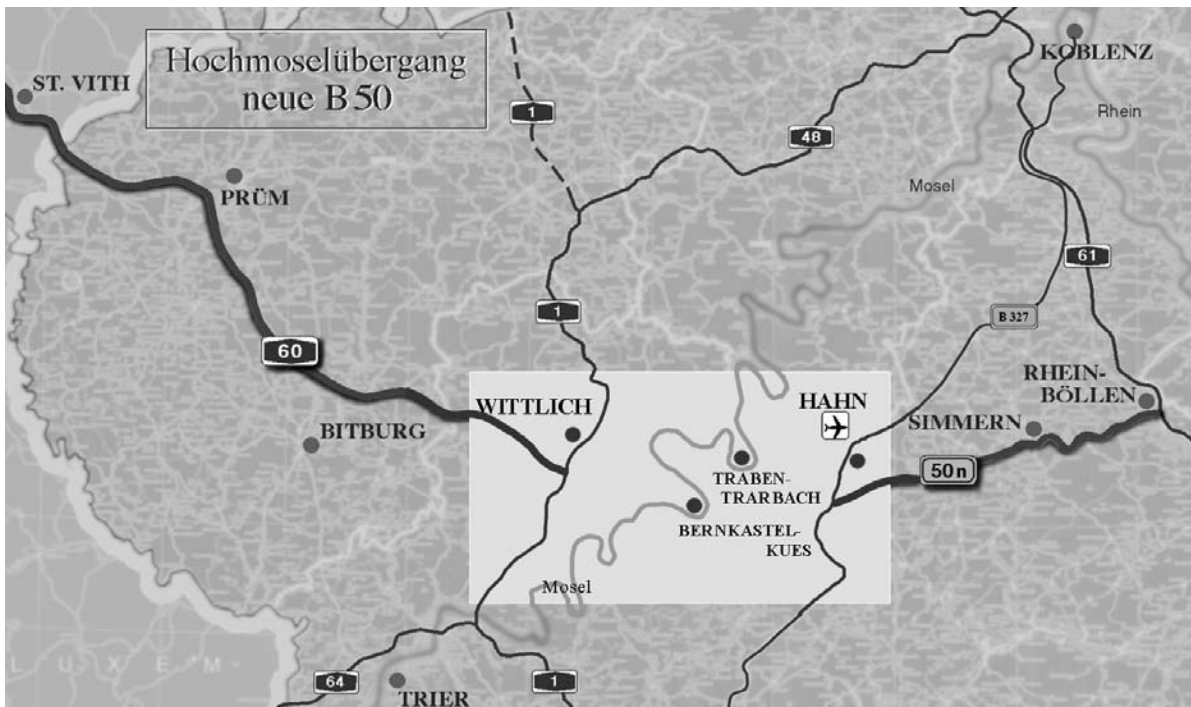 Hochmoselübergang
neue B 50
ST. VITH
KOBLENZ
Rhein
1
48
PRÜM
Mosel
61
1
B 327
60
RHEIN-
BÖLLEN
WITTLICH
HAHN
SIMMERN
BITBURG
TRABEN-
TRARBACH
50n
BERNKASTEL-
KUES
Mosel
L U X E M -
64
1
TRIER